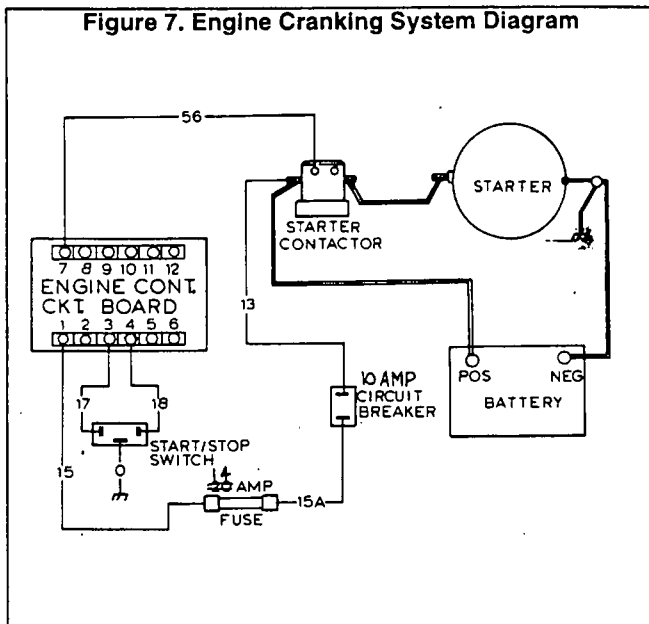 Figure 7. Engine Cranking System Diagram
56
STARTER
STARTER
CONTACTOR
7 8 9 10 11 12
ENGINE CONT.
CKT. BOARD
1 2 3 4 5 6
13
POS NEG
BATTERY
10 AMP
CIRCUIT
BREAKER
17 18
START/STOP
SWITCH
15
0
4
20 AMP
FUSE
15A